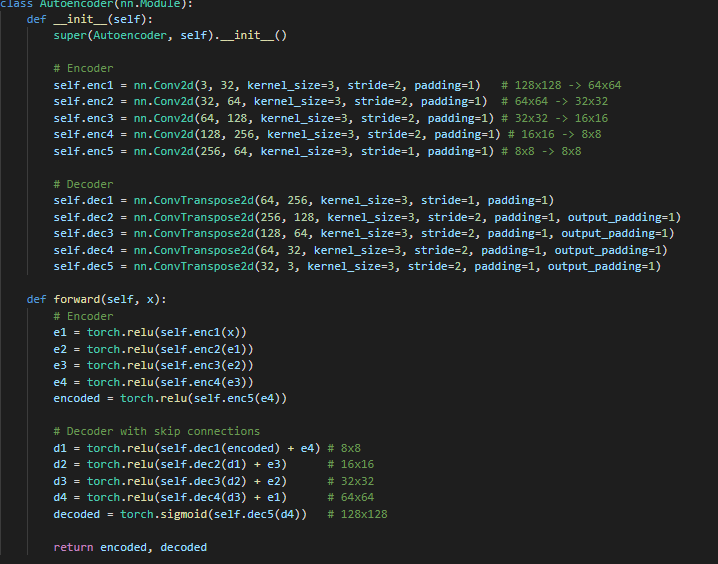 class Autoencoder(nn.Module):
    def __init__(self):
        super(Autoencoder, self).__init__()

        # Encoder
        self.enc1 = nn.Conv2d(3, 32, kernel_size=3, stride=2, padding=1)   # 128x128 -> 64x64
        self.enc2 = nn.Conv2d(32, 64, kernel_size=3, stride=2, padding=1)  # 64x64 -> 32x32
        self.enc3 = nn.Conv2d(64, 128, kernel_size=3, stride=2, padding=1) # 32x32 -> 16x16
        self.enc4 = nn.Conv2d(128, 256, kernel_size=3, stride=2, padding=1) # 16x16 -> 8x8
        self.enc5 = nn.Conv2d(256, 64, kernel_size=3, stride=1, padding=1) # 8x8 -> 8x8

        # Decoder
        self.dec1 = nn.ConvTranspose2d(64, 256, kernel_size=3, stride=1, padding=1)
        self.dec2 = nn.ConvTranspose2d(256, 128, kernel_size=3, stride=2, padding=1, output_padding=1)
        self.dec3 = nn.ConvTranspose2d(128, 64, kernel_size=3, stride=2, padding=1, output_padding=1)
        self.dec4 = nn.ConvTranspose2d(64, 32, kernel_size=3, stride=2, padding=1, output_padding=1)
        self.dec5 = nn.ConvTranspose2d(32, 3, kernel_size=3, stride=2, padding=1, output_padding=1)

    def forward(self, x):
        # Encoder
        e1 = torch.relu(self.enc1(x))
        e2 = torch.relu(self.enc2(e1))
        e3 = torch.relu(self.enc3(e2))
        e4 = torch.relu(self.enc4(e3))
        encoded = torch.relu(self.enc5(e4))

        # Decoder with skip connections
        d1 = torch.relu(self.dec1(encoded) + e4) # 8x8
        d2 = torch.relu(self.dec2(d1) + e3)      # 16x16
        d3 = torch.relu(self.dec3(d2) + e2)      # 32x32
        d4 = torch.relu(self.dec4(d3) + e1)      # 64x64
        decoded = torch.sigmoid(self.dec5(d4))   # 128x128

        return encoded, decoded